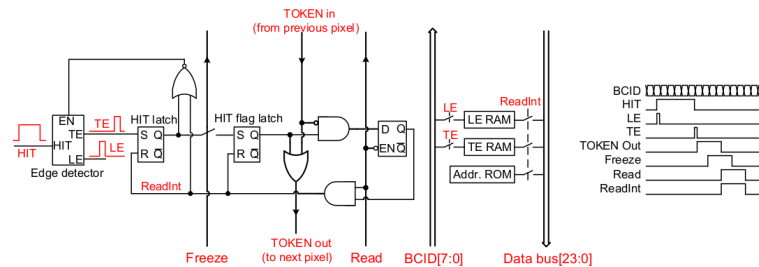 TOKEN in
(from previous pixel)
EN
TE
HIT
LE
HIT
Edge detector
TE
LE
HIT latch
S Q
R Q̅
HIT flag latch
S Q
R Q̅
ReadInt
D Q
EN Q̅
Freeze
TOKEN out
(to next pixel)
Read
LE
LE RAM
ReadInt
TE
TE RAM
Addr. ROM
BCID[7:0]
Data bus[23:0]
BCID
HIT
LE
TE
TOKEN Out
Freeze
Read
ReadInt